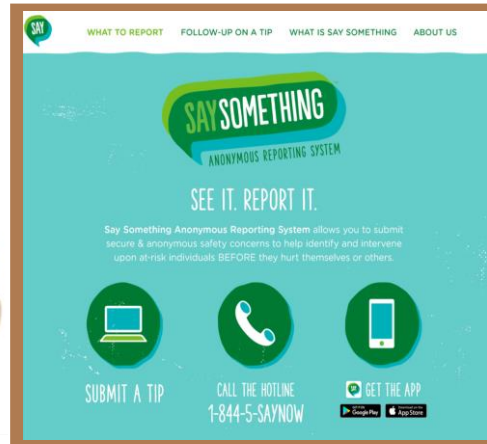 SAY
WHAT TO REPORT FOLLOW-UP ON A TIP WHAT IS SAY SOMETHING ABOUT US
SAY SOMETHING
ANONYMOUS REPORTING SYSTEM
SEE IT. REPORT IT.
Say Something Anonymous Reporting System allows you to submit
secure & anonymous safety concerns to help identify and intervene
upon at-risk individuals BEFORE they hurt themselves or others.
SUBMIT A TIP
CALL THE HOTLINE
1-844-5-SAYNOW
GET THE APP
Google Play
App Store